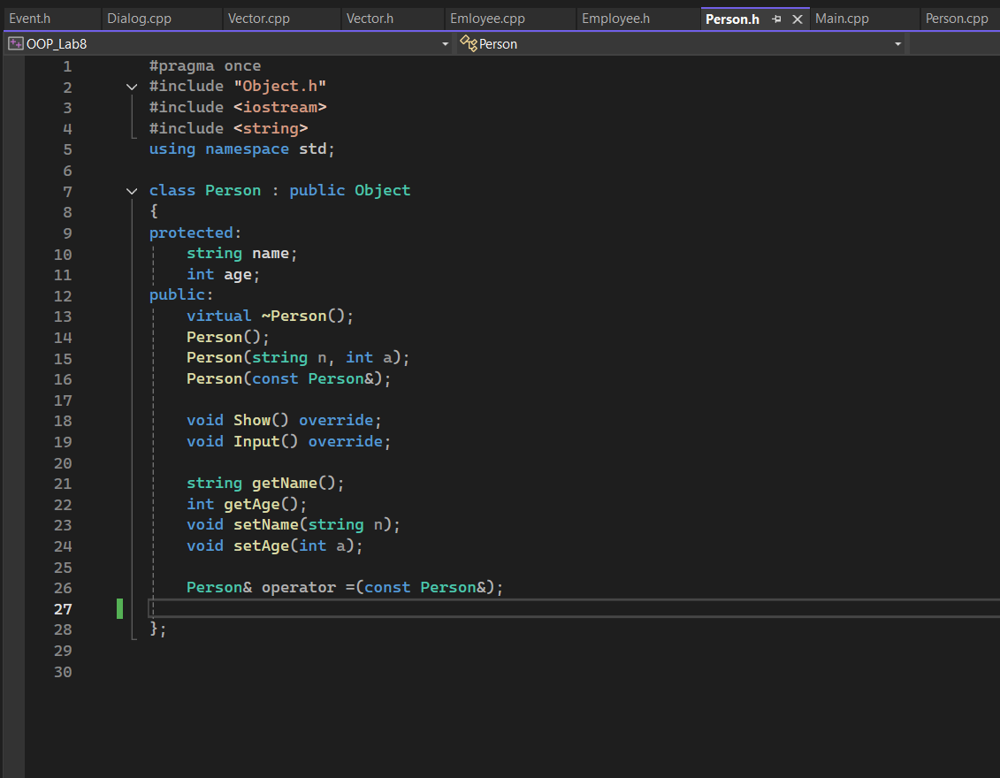 Event.h Dialog.cpp Vector.cpp Vector.h Emloyee.cpp Employee.h Person.h Main.cpp Person.cpp
OOP_Lab8 Person
1 #pragma once
2 #include "Object.h"
3 #include <iostream>
4 #include <string>
5 using namespace std;
6
7 class Person : public Object
8 {
9 protected:
10     string name;
11     int age;
12 public:
13     virtual ~Person();
14     Person();
15     Person(string n, int a);
16     Person(const Person&);
17
18     void Show() override;
19     void Input() override;
20
21     string getName();
22     int getAge();
23     void setName(string n);
24     void setAge(int a);
25
26     Person& operator =(const Person&);
27
28 };
29
30